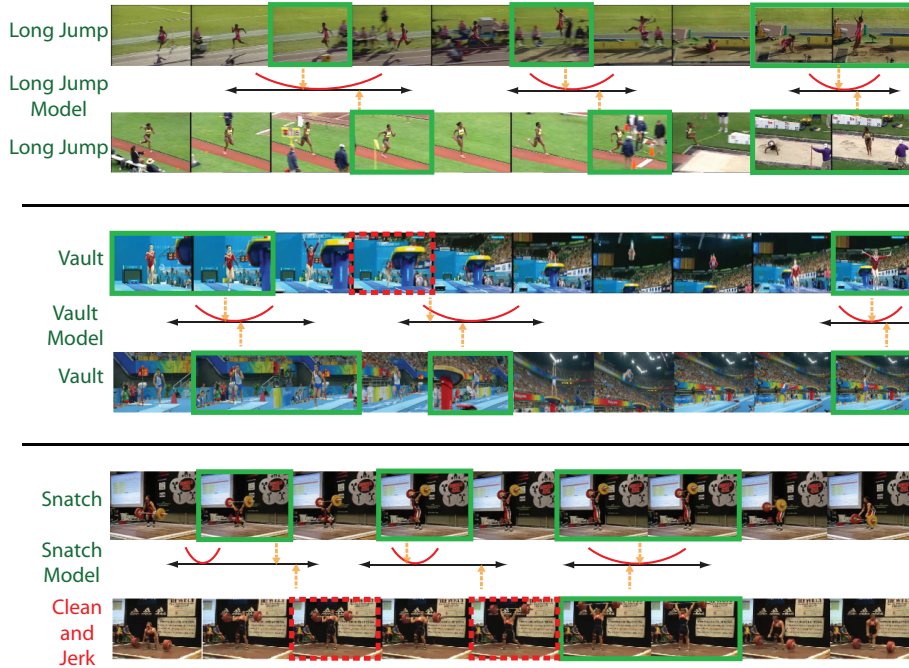 Long Jump
Long Jump
Model
Long Jump
Vault
Vault
Model
Vault
Snatch
Snatch
Model
Clean
and
Jerk